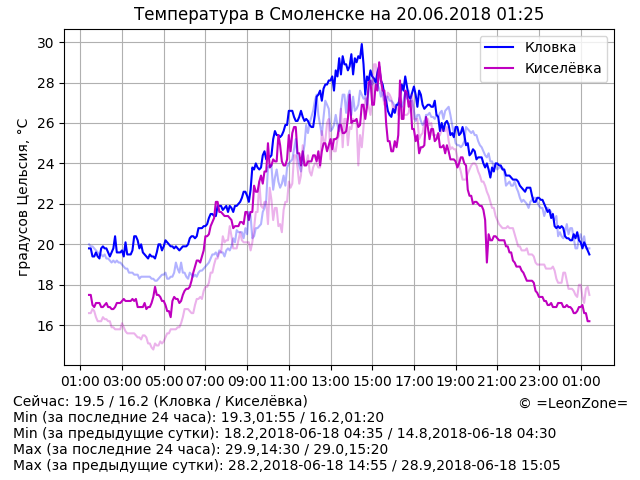 Температура в Смоленске на 20.06.2018 01:25
градусов Цельсия, °C
30
28
26
24
22
20
18
16
Кловка
Киселёвка
01:00 03:00 05:00 07:00 09:00 11:00 13:00 15:00 17:00 19:00 21:00 23:00 01:00
Сейчас: 19.5 / 16.2 (Кловка / Киселёвка)
© =LeonZone=
Min (за последние 24 часа): 19.3,01:55 / 16.2,01:20
Min (за предыдущие сутки): 18.2,2018-06-18 04:35 / 14.8,2018-06-18 04:30
Max (за последние 24 часа): 29.9,14:30 / 29.0,15:20
Max (за предыдущие сутки): 28.2,2018-06-18 14:55 / 28.9,2018-06-18 15:05